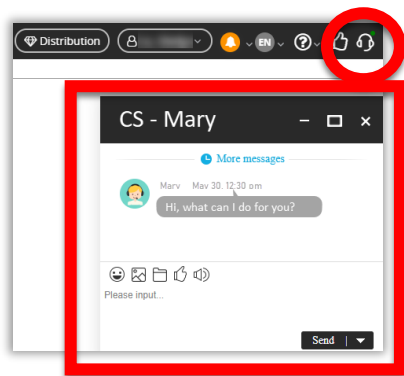 Distribution
EN
CS - Mary
More messages
Mary May 30, 12:30 am
Hi, what can I do for you?
Please input...
Send